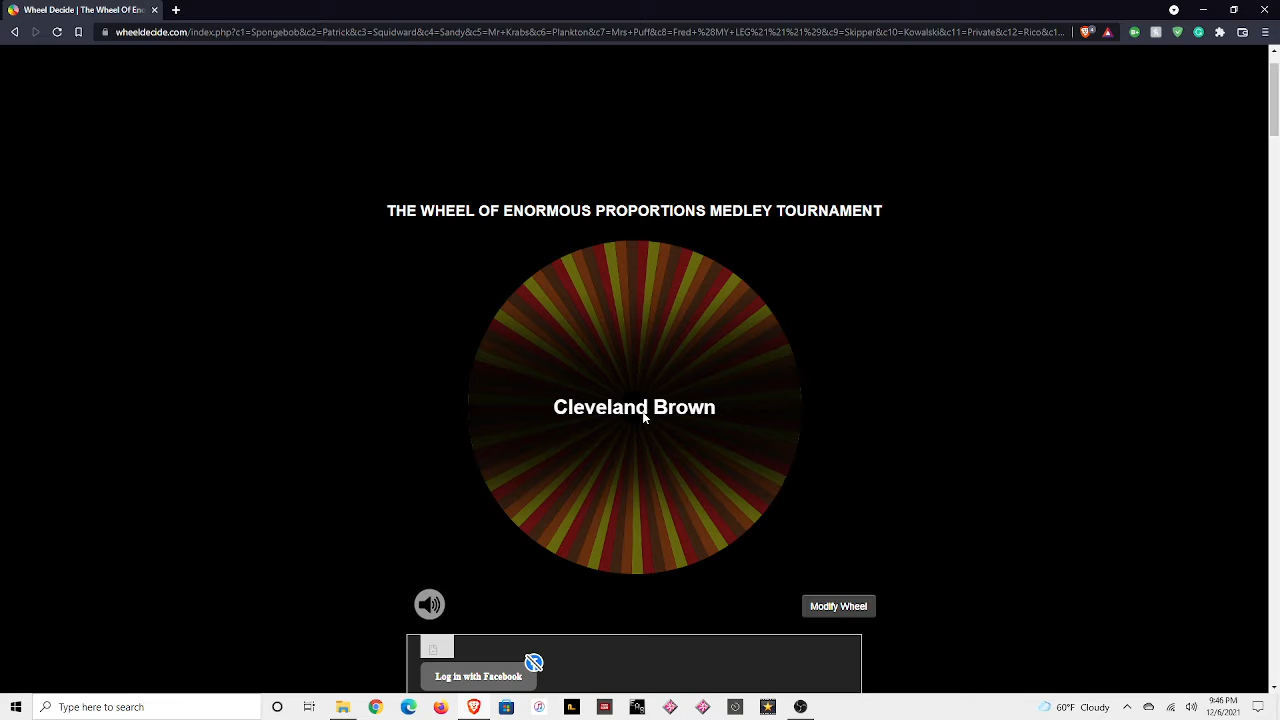 Wheel Decide | The Wheel Of En
wheeldecide.com/index.php?c1=Spongebob&c2=Patrick&c3=Squidward&c4=Sandy&c5=Mr+Krabs&c6=Plankton&c7=Mrs+Puff&c8=Fred+%28MY+LEG%21%21%21%29&c9=Skipper&c10=Kowalski&c11=Private&c12=Rico&c1...
THE WHEEL OF ENORMOUS PROPORTIONS MEDLEY TOURNAMENT
Cleveland Brown
Modify Wheel
Log in with Facebook
Type here to search
60°F Cloudy
9:46 PM
12/6/2021